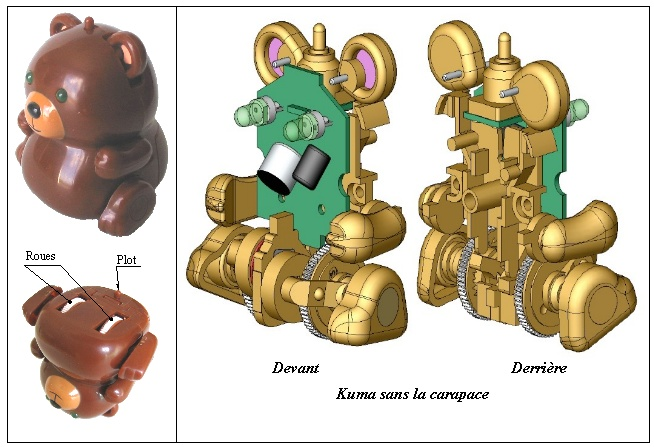 Roues
Plot
Devant
Derrière
Kuma sans la carapace